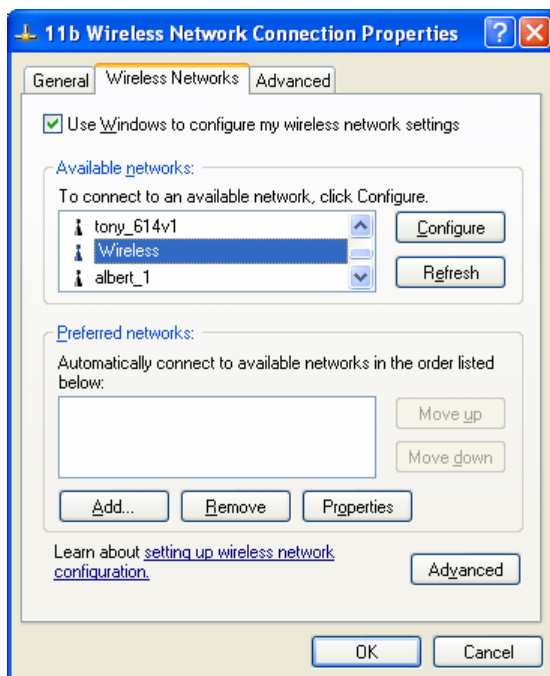 11b Wireless Network Connection Properties
General Wireless Networks Advanced
Use Windows to configure my wireless network settings
Available networks:
To connect to an available network, click Configure.
tony_614v1
Wireless
albert_1
Configure
Refresh
Preferred networks:
Automatically connect to available networks in the order listed
below:
Move up
Move down
Add... Remove Properties
Learn about setting up wireless network
configuration.
Advanced
OK Cancel